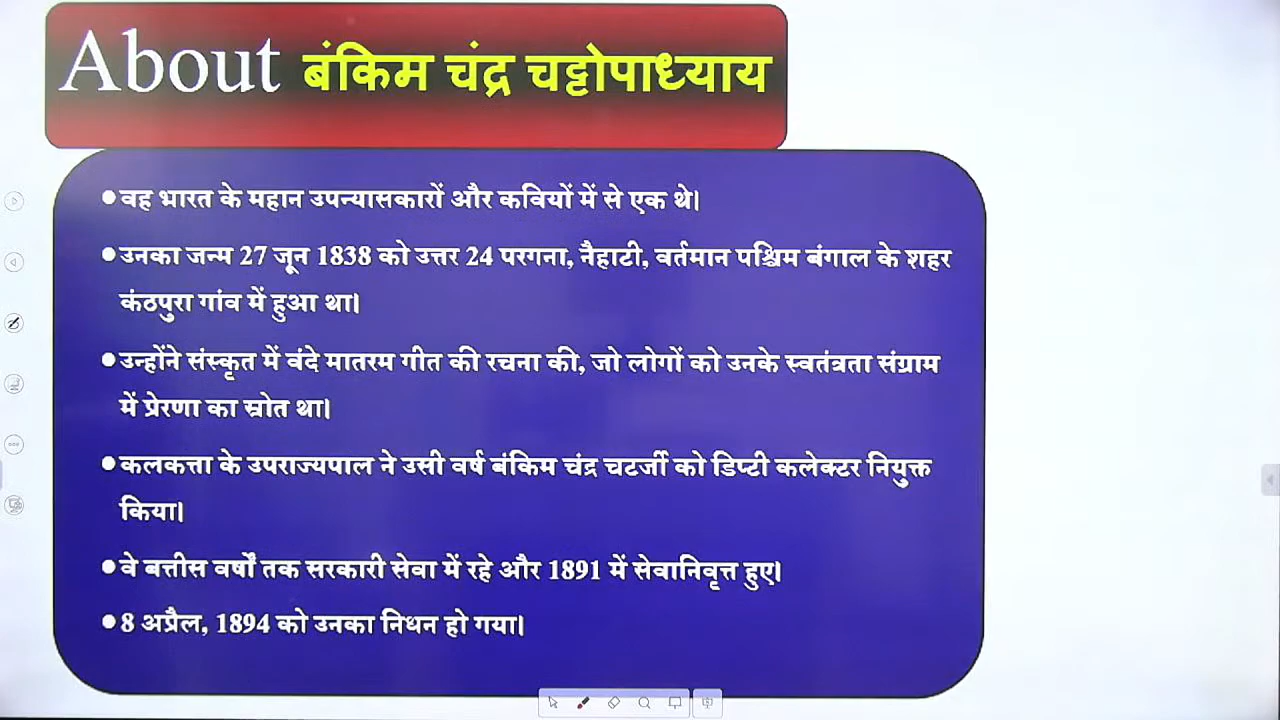 About बंकिम चंद्र चट्टोपाध्याय
•वह भारत के महान उपन्यासकारों और कवियों में से एक थे।
•उनका जन्म 27 जून 1838 को उत्तर 24 परगना, नैहाटी, वर्तमान पश्चिम बंगाल के शहर
कंठपुरा गांव में हुआ था।
•उन्होंने संस्कृत में वंदे मातरम गीत की रचना की, जो लोगों को उनके स्वतंत्रता संग्राम
में प्रेरणा का स्रोत था।
•कलकत्ता के उपराज्यपाल ने उसी वर्ष बंकिम चंद्र चटर्जी को डिप्टी कलेक्टर नियुक्त
किया।
•वे बत्तीस वर्षों तक सरकारी सेवा में रहे और 1891 में सेवानिवृत्त हुए।
•8 अप्रैल, 1894 को उनका निधन हो गया।